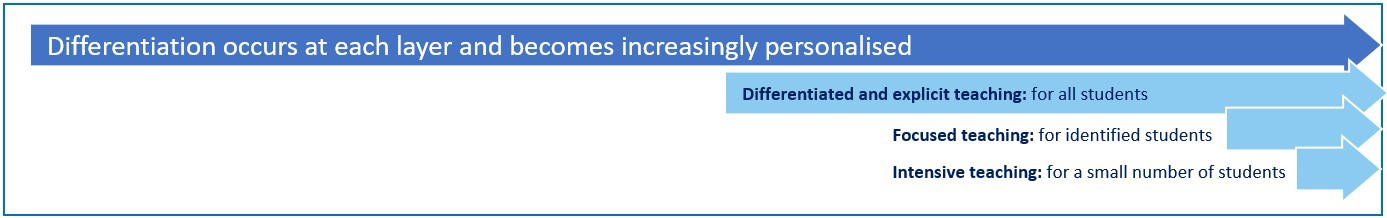 Differentiation occurs at each layer and becomes increasingly personalised
Differentiated and explicit teaching: for all students
Focused teaching: for identified students
Intensive teaching: for a small number of students